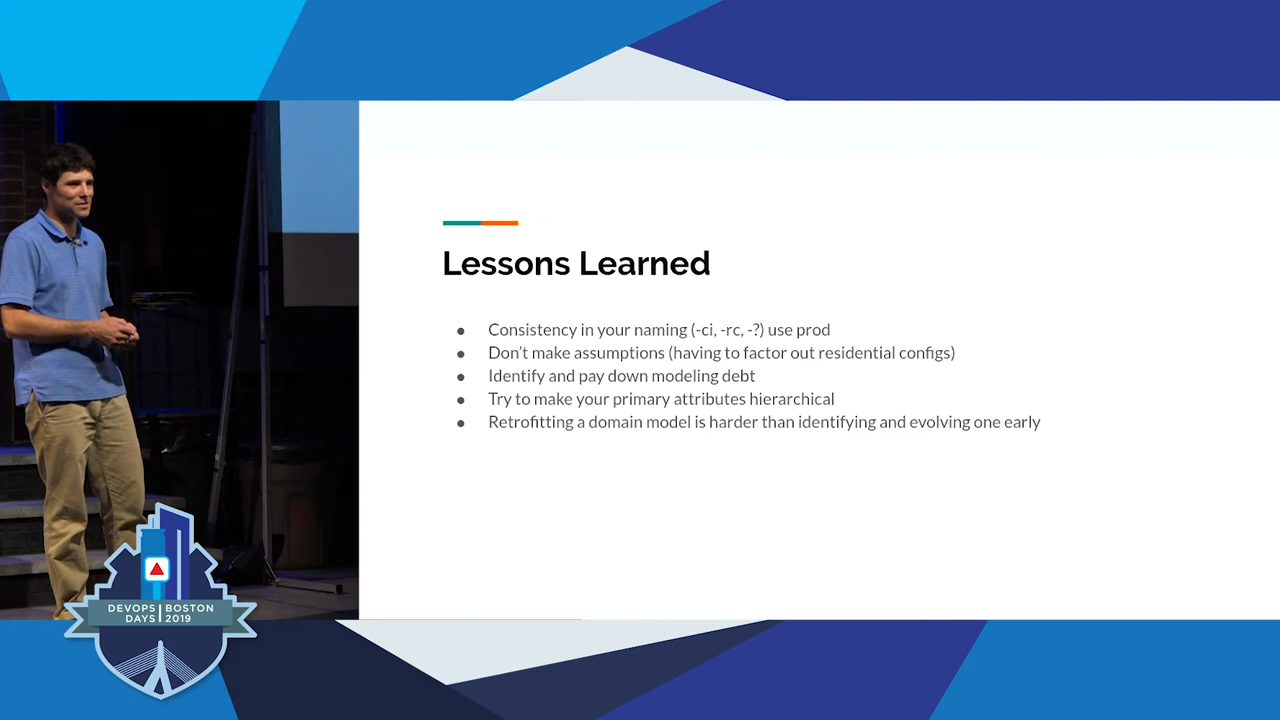 Lessons Learned
● Consistency in your naming (-ci, -rc, -?) use prod
● Don't make assumptions (having to factor out residential configs)
● Identify and pay down modeling debt
● Try to make your primary attributes hierarchical
● Retrofitting a domain model is harder than identifying and evolving one early
DEVOPS BOSTON
DAYS 2019